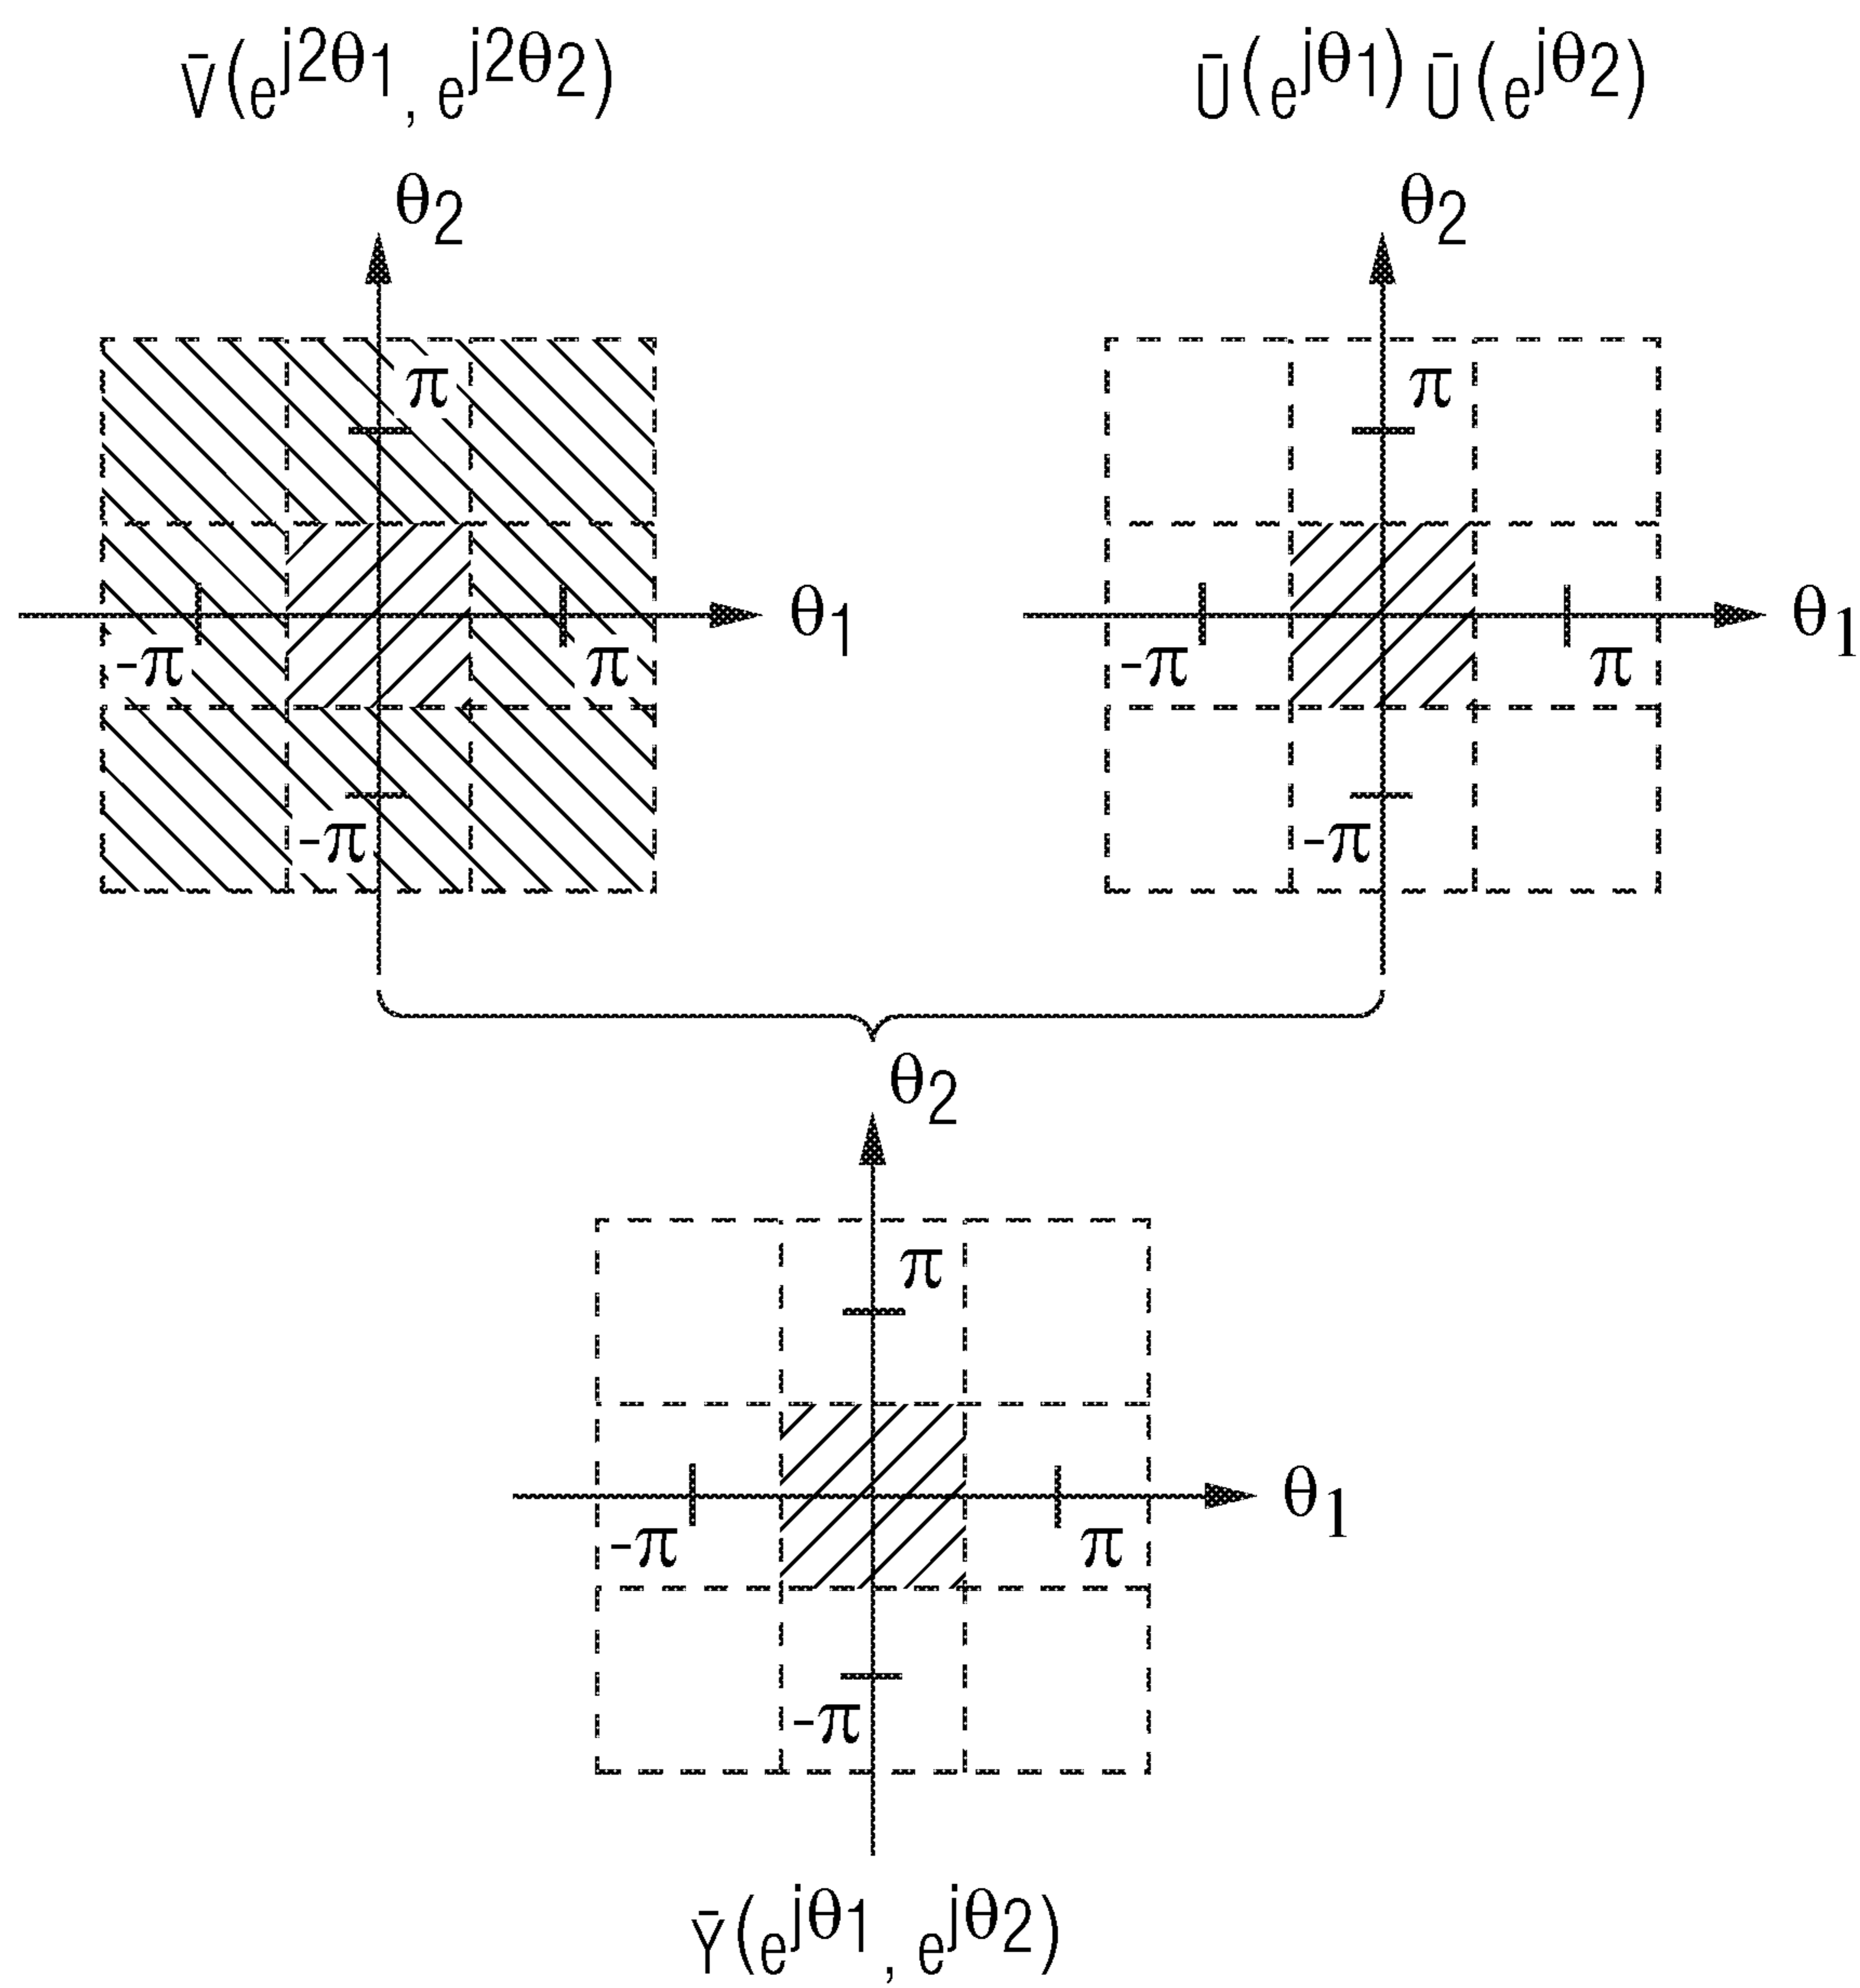 V̄(e^{j2θ1}, e^{j2θ2})
Ū(e^{jθ1}) Ū(e^{jθ2})
θ2
θ2
π
π
θ1
θ1
-π
π
-π
π
-π
-π
θ2
π
θ1
-π
π
-π
Ȳ(e^{jθ1}, e^{jθ2})